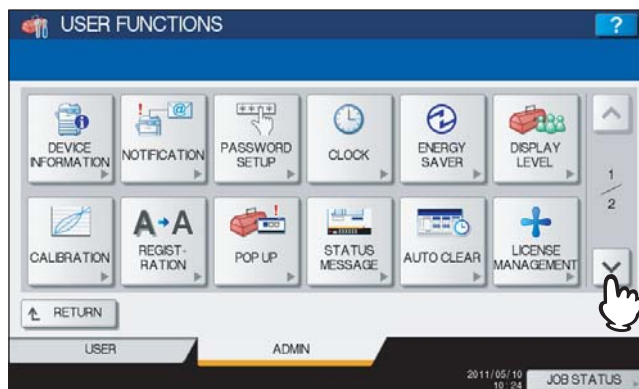 USER FUNCTIONS
?
DEVICE
INFORMATION
NOTIFICATION
PASSWORD
SETUP
CLOCK
ENERGY
SAVER
DISPLAY
LEVEL
1
2
CALIBRATION
A→A
REGIST-
RATION
POP UP
STATUS
MESSAGE
AUTO CLEAR
LICENSE
MANAGEMENT
RETURN
USER
ADMIN
2011/05/10
10:24
JOB STATUS